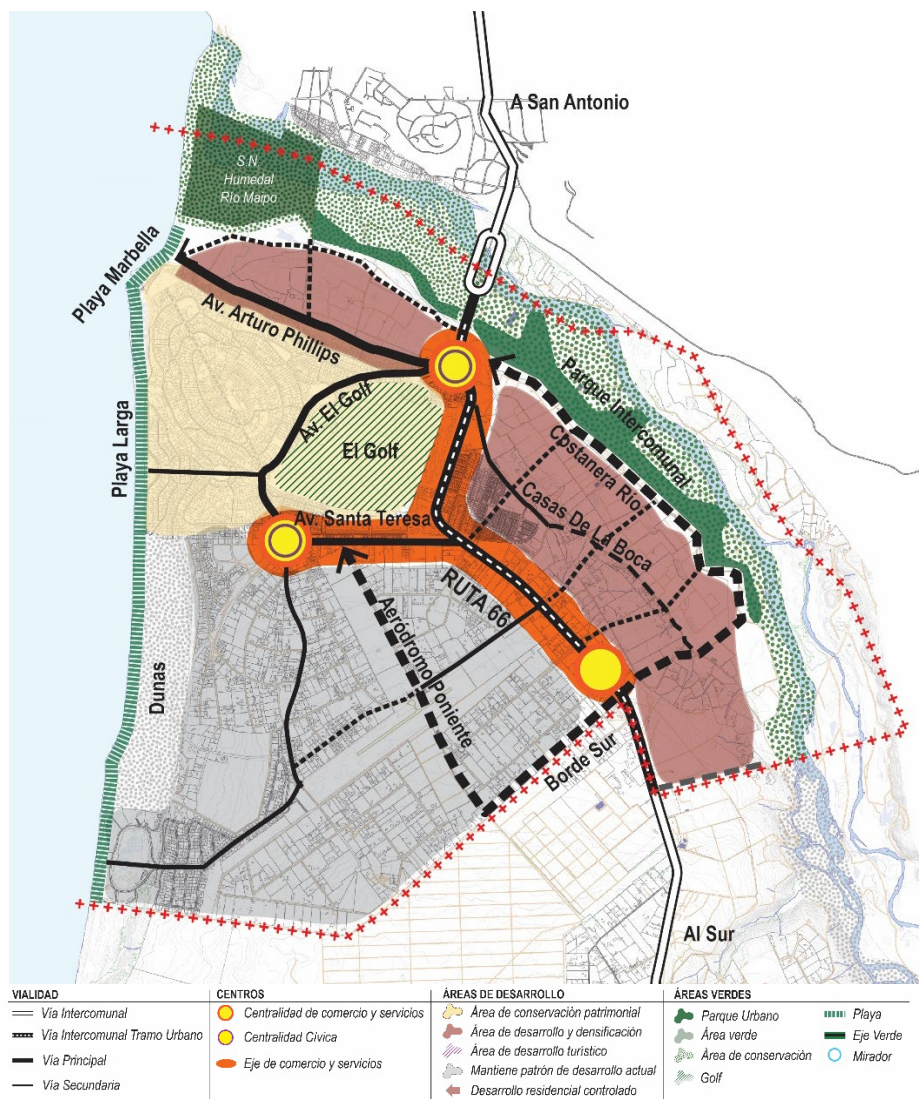 A San Antonio
S.N
Humedal
Río Maipo
Playa Marbella
Av. Arturo Phillips
Parque Intercomunal
Av. El Golf
Playa Larga
El Golf
Costanera Río
Casas De La Boca
Av. Santa Teresa
RUTA 66
Aeródromo Poniente
Dunas
Borde Sur
Al Sur
VIALIDAD
Vía Intercomunal
Vía Intercomunal Tramo Urbano
Vía Principal
Vía Secundaria
CENTROS
Centralidad de comercio y servicios
Centralidad Cívica
Eje de comercio y servicios
ÁREAS DE DESARROLLO
Área de conservación patrimonial
Área de desarrollo y densificación
Área de desarrollo turístico
Mantiene patrón de desarrollo actual
Desarrollo residencial controlado
ÁREAS VERDES
Parque Urbano
Área verde
Área de conservación
Golf
Playa
Eje Verde
Mirador